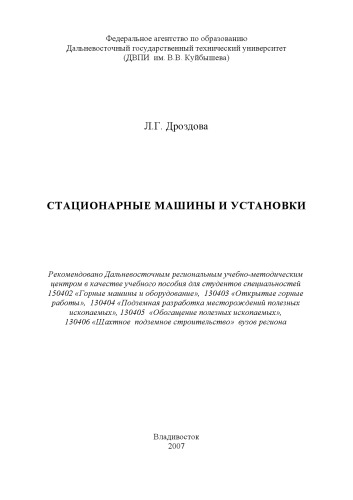 Федеральное агентство по образованию
Дальневосточный государственный технический университет
(ДВПИ им. В.В. Куйбышева)
Л.Г. Дроздова
СТАЦИОНАРНЫЕ МАШИНЫ И УСТАНОВКИ
Рекомендовано Дальневосточным региональным учебно-методическим
центром в качестве учебного пособия для студентов специальностей
150402 «Горные машины и оборудование», 130403 «Открытые горные
работы», 130404 «Подземная разработка месторождений полезных
ископаемых», 130405 «Обогащение полезных ископаемых»,
130406 «Шахтное подземное строительство» вузов региона
Владивосток
2007